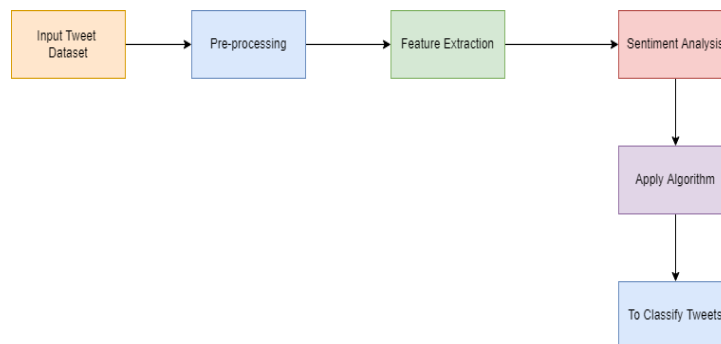 Input Tweet
Dataset
Pre-processing
Feature Extraction
Sentiment Analysis
Apply Algorithm
To Classify Tweets